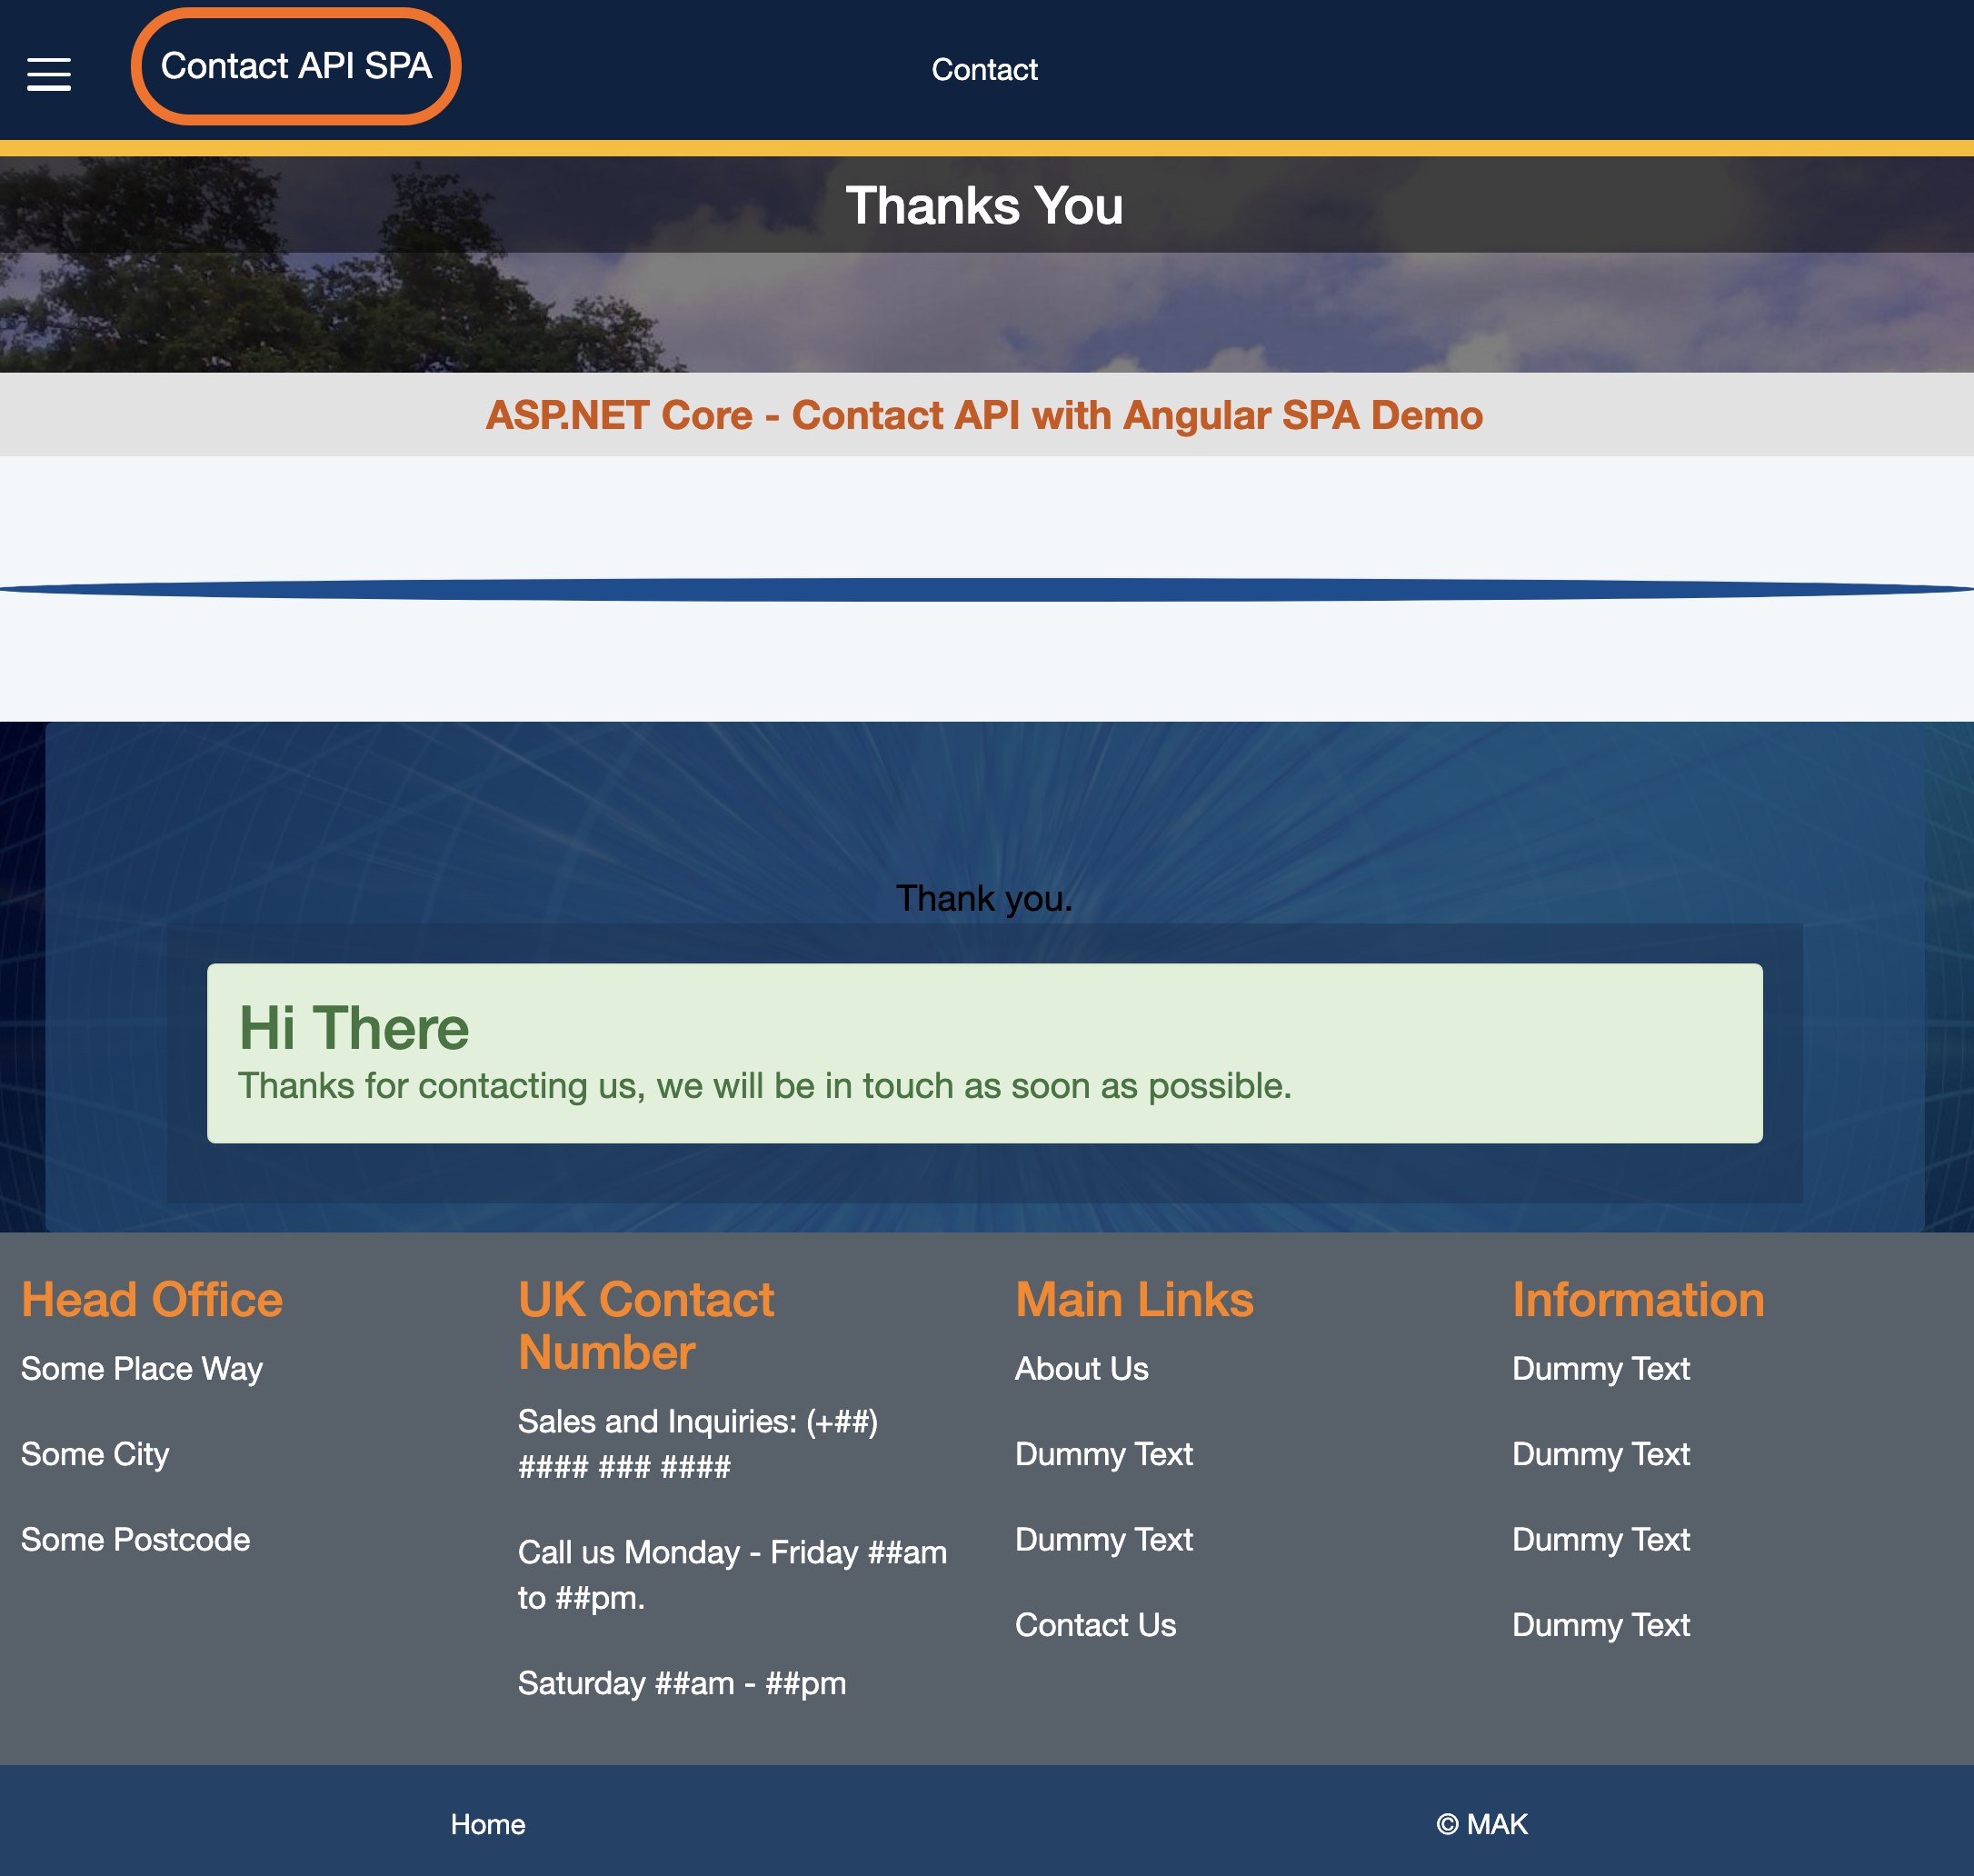 Contact API SPA
Contact
Thanks You
ASP.NET Core - Contact API with Angular SPA Demo
Thank you.
Hi There
Thanks for contacting us, we will be in touch as soon as possible.
Head Office
Some Place Way
Some City
Some Postcode
UK Contact
Number
Sales and Inquiries: (+##)
#### ### ####
Call us Monday - Friday ##am
to ##pm.
Saturday ##am - ##pm
Main Links
About Us
Dummy Text
Dummy Text
Contact Us
Information
Dummy Text
Dummy Text
Dummy Text
Dummy Text
Home
© MAK